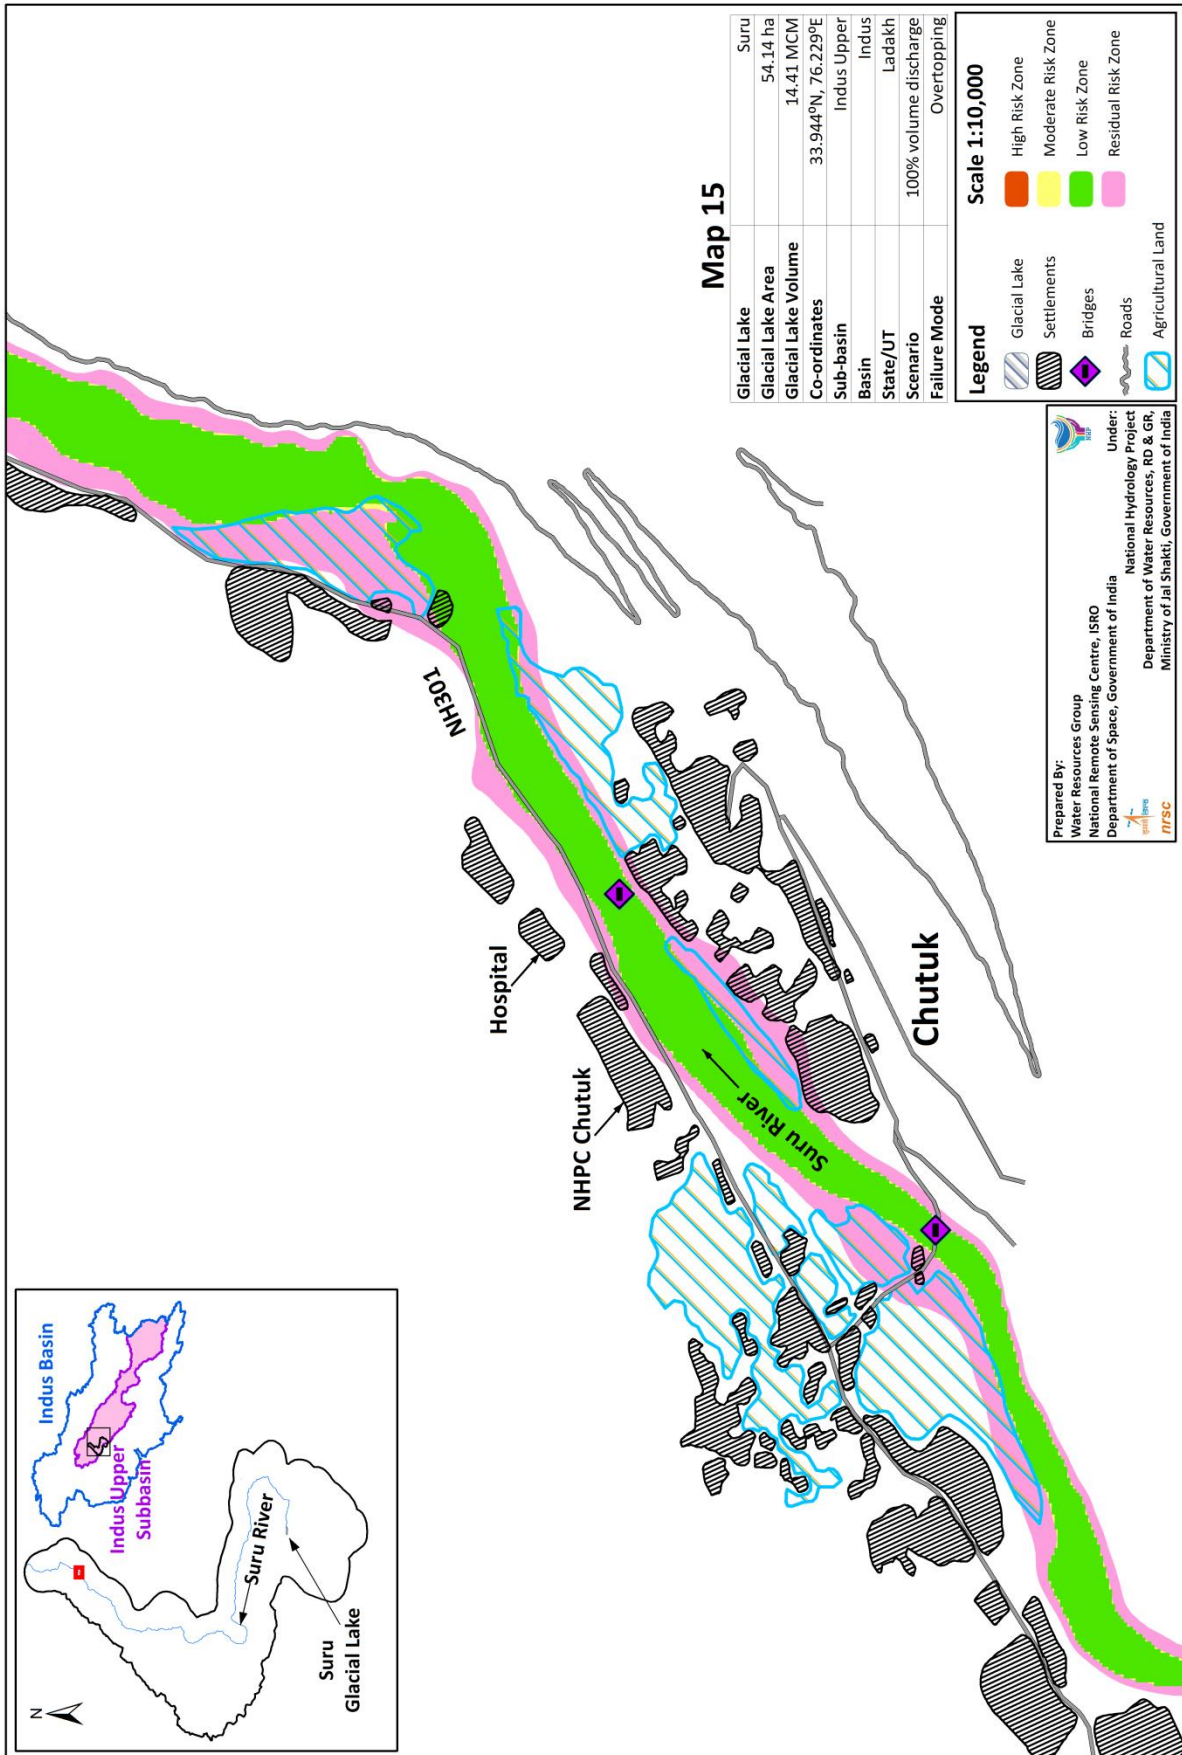 N
Indus Basin
Indus Upper
Subbasin
Suru River
Suru
Glacial Lake
NH301
Hospital
NHPC Chutuk
Suru River
Chutuk
Map 15
Glacial Lake Suru
Glacial Lake Area 54.14 ha
Glacial Lake Volume 14.41 MCM
Co-ordinates 33.944⁰N, 76.229⁰E
Sub-basin Indus Upper
Basin Indus
State/UT Ladakh
Scenario 100% volume discharge
Failure Mode Overtopping
Legend
Scale 1:10,000
Glacial Lake
Settlements
Bridges
Roads
Agricultural Land
High Risk Zone
Moderate Risk Zone
Low Risk Zone
Residual Risk Zone
Prepared By:
Water Resources Group
National Remote Sensing Centre, ISRO
Department of Space, Government of India
nrsc
Under:
National Hydrology Project
Department of Water Resources, RD & GR,
Ministry of Jal Shakti, Government of India